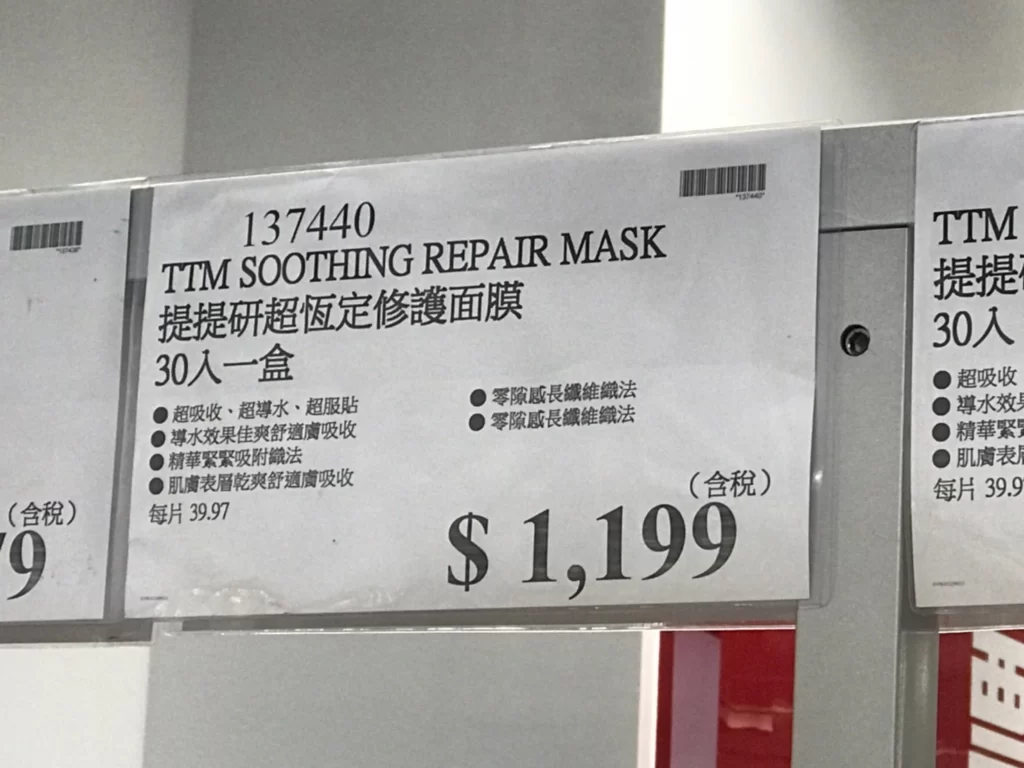 137440
TTM SOOTHING REPAIR MASK
提提研超恆定修護面膜
30入一盒
● 超吸收、超導水、超服貼
● 導水效果佳爽舒適膚吸收
● 精華緊緊吸附織法
● 肌膚表層乾爽舒適膚吸收
● 零隙感長纖維織法
● 零隙感長纖維織法
每片 39.97
(含稅)
$ 1,199
*137440*
(含稅)
79
TTM
提提
30入
● 超吸收
● 導水效
● 精華緊
● 肌膚表
每片 39.9